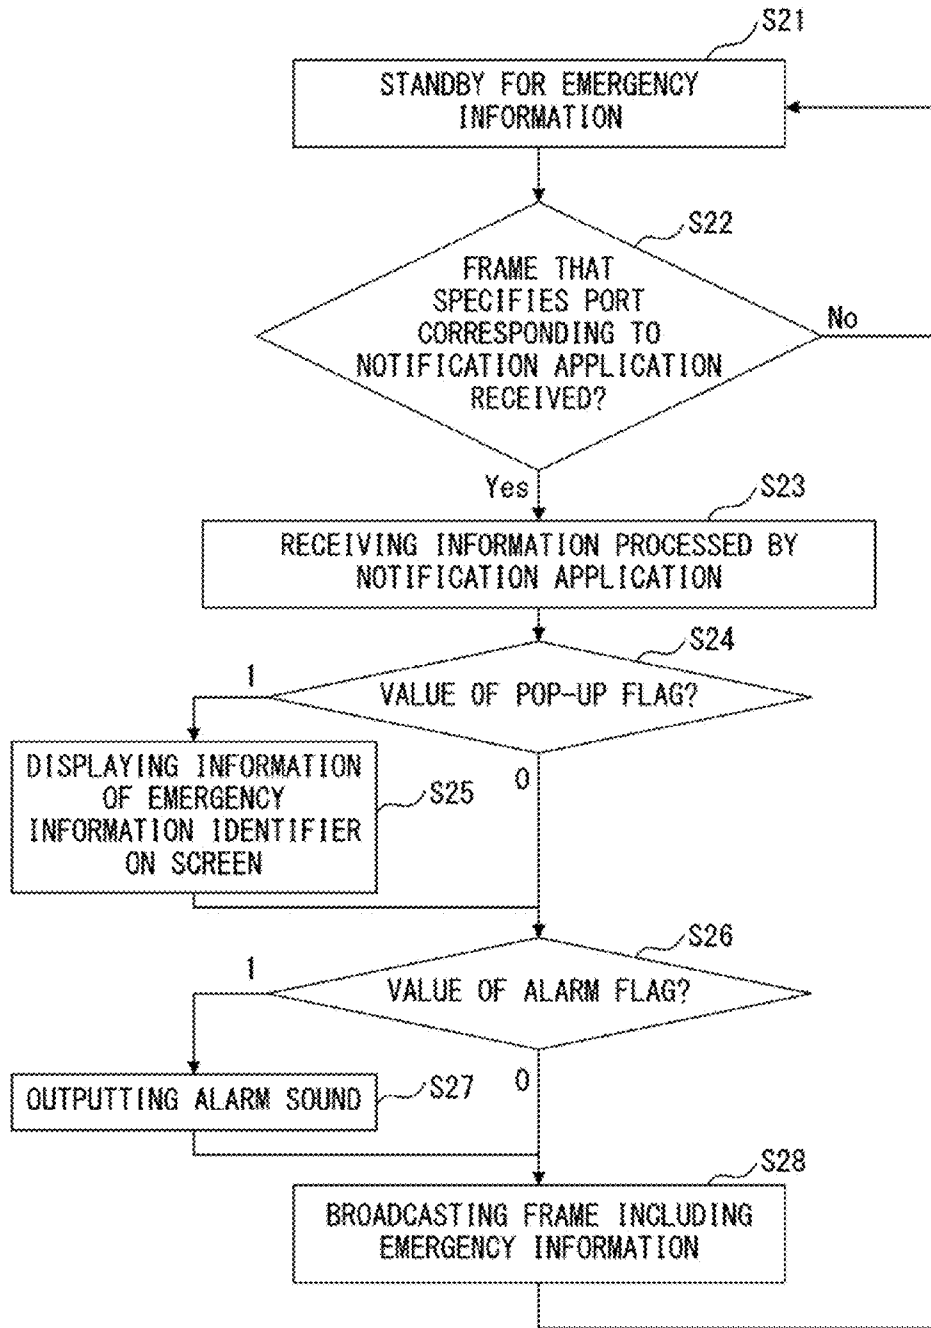 S21
STANDBY FOR EMERGENCY
INFORMATION
S22
FRAME THAT
SPECIFIES PORT
CORRESPONDING TO
NOTIFICATION APPLICATION
RECEIVED?
No
Yes
S23
RECEIVING INFORMATION PROCESSED BY
NOTIFICATION APPLICATION
S24
1
VALUE OF POP-UP FLAG?
0
DISPLAYING INFORMATION
OF EMERGENCY
INFORMATION IDENTIFIER
ON SCREEN
S25
S26
1
VALUE OF ALARM FLAG?
0
OUTPUTTING ALARM SOUND
S27
S28
BROADCASTING FRAME INCLUDING
EMERGENCY INFORMATION